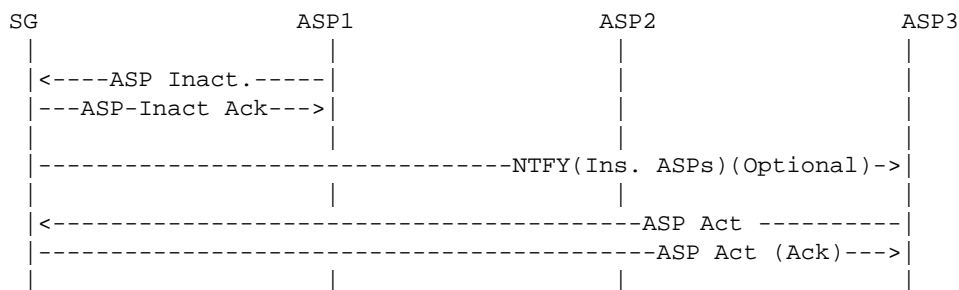 SG ASP1 ASP2 ASP3
<----ASP Inact.-----
---ASP-Inact Ack--->
---------------------------------NTFY(Ins. ASPs)(Optional)->
<------------------------------------------ASP Act ----------
-------------------------------------------ASP Act (Ack)--->